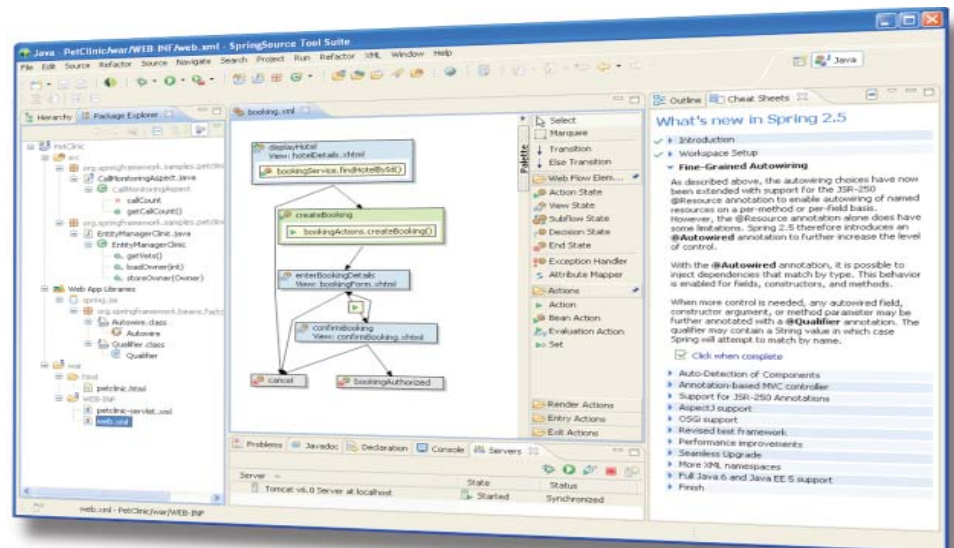 Java - PetClinic/war/WEB-INF/web.xml - SpringSource Tool Suite
File Edit Source Refactor Source Navigate Search Project Run Refactor XML Window Help
Java
Hierarchy Package Explorer
PetClinic
src
org.springframework.samples.petclinic
CallMonitoringAspect.java
CallMonitoringAspect
callCount
getCallCount()
org.springframework.samples.petclinic
EntityManagerClinic.java
EntityManagerClinic
getVets()
loadOwner(int)
storeOwner(Owner)
Web App Libraries
spring.jar
org.springframework.beans.facto
Autowire.class
Autowire
Qualifier.class
Qualifier
war
html
petclinic.html
WEB-INF
petclinic-servlet.xml
web.xml
booking.xml
displayHotel
View: hotelDetails.xhtml
bookingService.findHotelById()
createBooking
bookingActions.createBooking()
enterBookingDetails
View: bookingForm.xhtml
confirmBooking
View: confirmBooking.xhtml
cancel
bookingAuthorized
Palette
Select
Marquee
Transition
Else Transition
Web Flow Elem...
Action State
View State
Subflow State
Decision State
End State
Exception Handler
Attribute Mapper
Actions
Action
Bean Action
Evaluation Action
Set
Render Actions
Entry Actions
Exit Actions
Outline Cheat Sheets
What's new in Spring 2.5
Introduction
Workspace Setup
Fine-Grained Autowiring
As described above, the autowiring choices have now
been extended with support for the JSR-250
@Resource annotation to enable autowiring of named
resources on a per-method or per-field basis.
However, the @Resource annotation alone does have
some limitations. Spring 2.5 therefore introduces an
@Autowired annotation to further increase the level
of control.
With the @Autowired annotation, it is possible to
inject dependencies that match by type. This behavior
is enabled for fields, constructors, and methods.
When more control is needed, any autowired field,
constructor argument, or method parameter may be
further annotated with a @Qualifier annotation. The
qualifier may contain a String value in which case
Spring will attempt to match by name.
Click when complete
Auto-Detection of Components
Annotation-based MVC controller
Support for JSR-250 Annotations
AspectJ support
OSGi support
Revised test framework
Performance improvements
Seamless Upgrade
More XML namespaces
Full Java 6 and Java EE 5 support
Finish
Problems Javadoc Declaration Console Servers
Server State Status
Tomcat v6.0 Server at localhost Started Synchronized
web.xml - PetClinic/war/WEB-INF